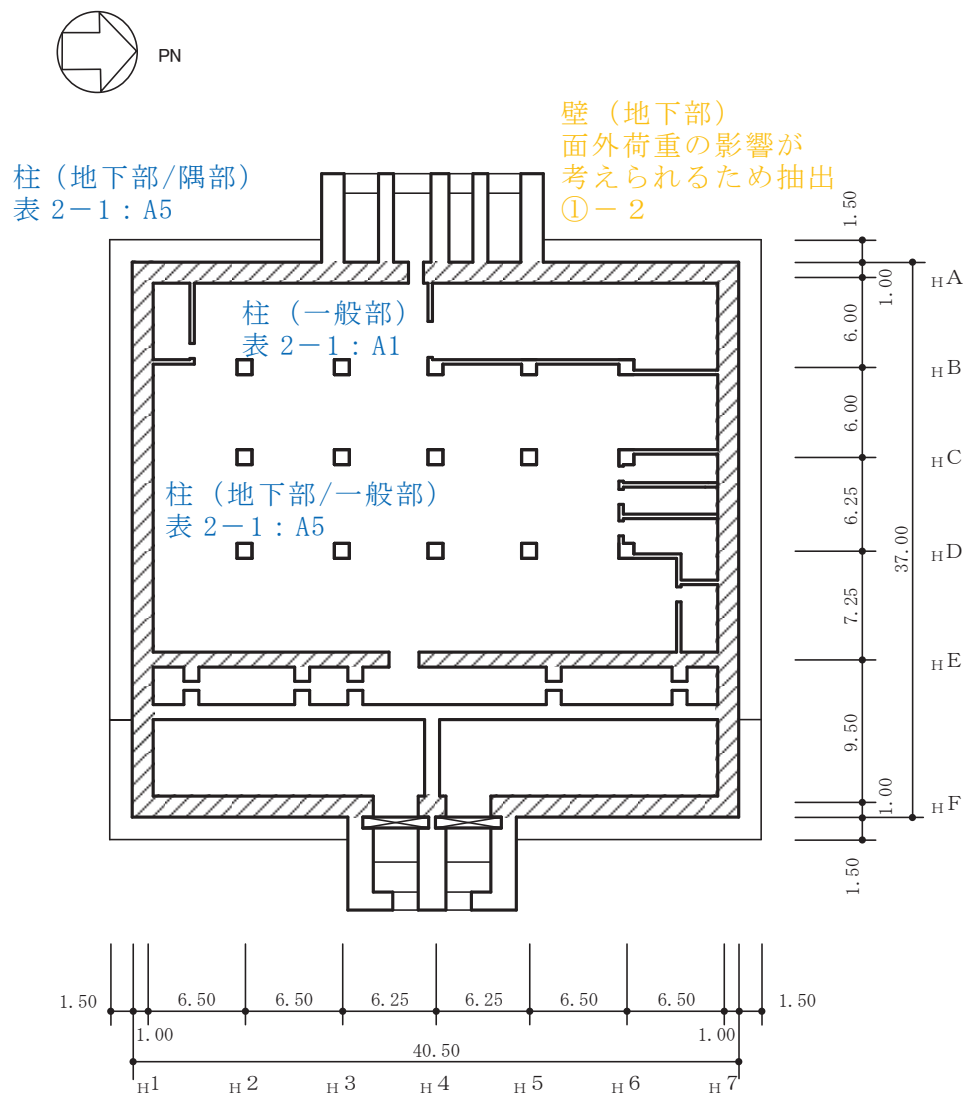 PN
壁（地下部）
面外荷重の影響が
考えられるため抽出
①－2
柱（地下部/隅部）
表 2－1：A5
柱（一般部）
表 2－1：A1
柱（地下部/一般部）
表 2－1：A5
1.50
1.00
HA
6.00
HB
6.00
HC
6.25
37.00
HD
7.25
HE
9.50
1.00
HF
1.50
1.50 6.50 6.50 6.25 6.25 6.50 6.50 1.50
1.00 1.00
40.50
H1 H2 H3 H4 H5 H6 H7